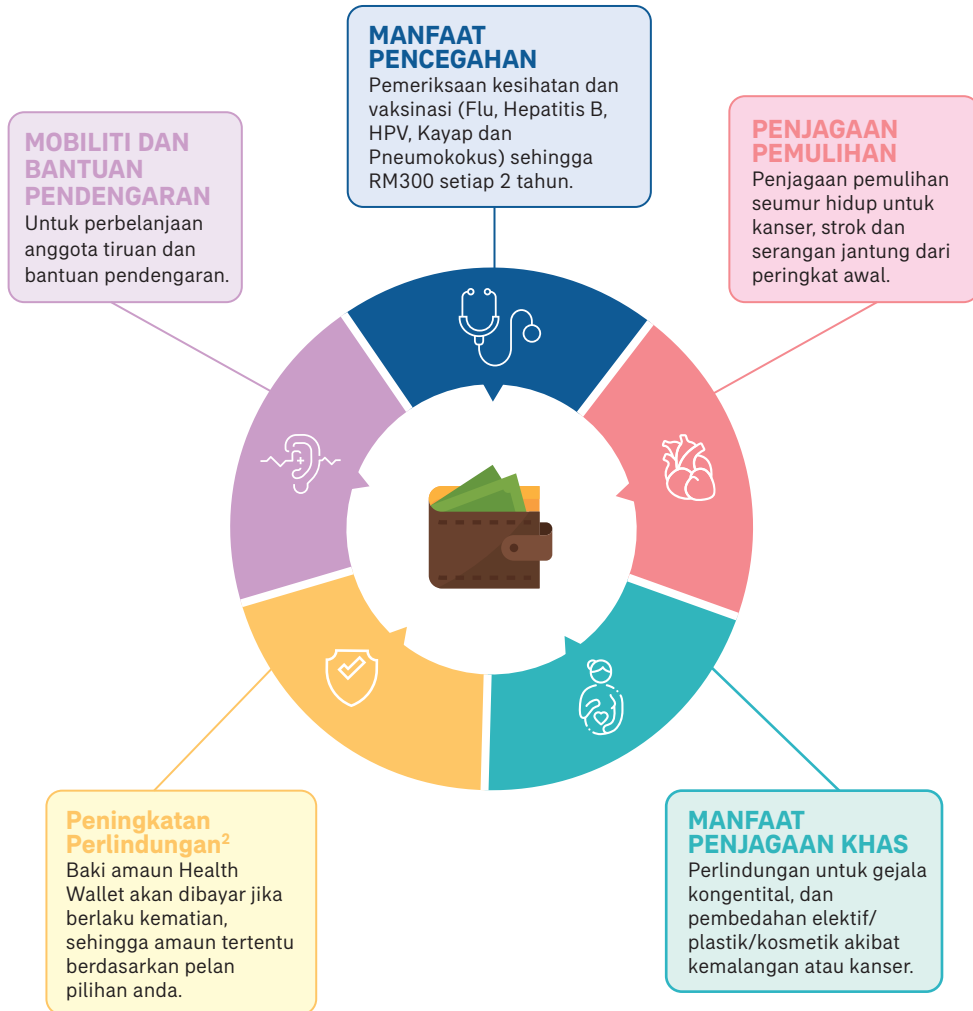 MANFAAT
PENCEGAHAN
Pemeriksaan kesihatan dan
vaksinasi (Flu, Hepatitis B,
HPV, Kayap dan
Pneumokokus) sehingga
RM300 setiap 2 tahun.
MOBILITI DAN
BANTUAN
PENDENGARAN
Untuk perbelanjaan
anggota tiruan dan
bantuan pendengaran.
PENJAGAAN
PEMULIHAN
Penjagaan pemulihan
seumur hidup untuk
kanser, strok dan
serangan jantung dari
peringkat awal.
Peningkatan
Perlindungan²
Baki amaun Health
Wallet akan dibayar jika
berlaku kematian,
sehingga amaun tertentu
berdasarkan pelan
pilihan anda.
MANFAAT
PENJAGAAN KHAS
Perlindungan untuk gejala
kongentital, dan
pembedahan elektif/
plastik/kosmetik akibat
kemalangan atau kanser.